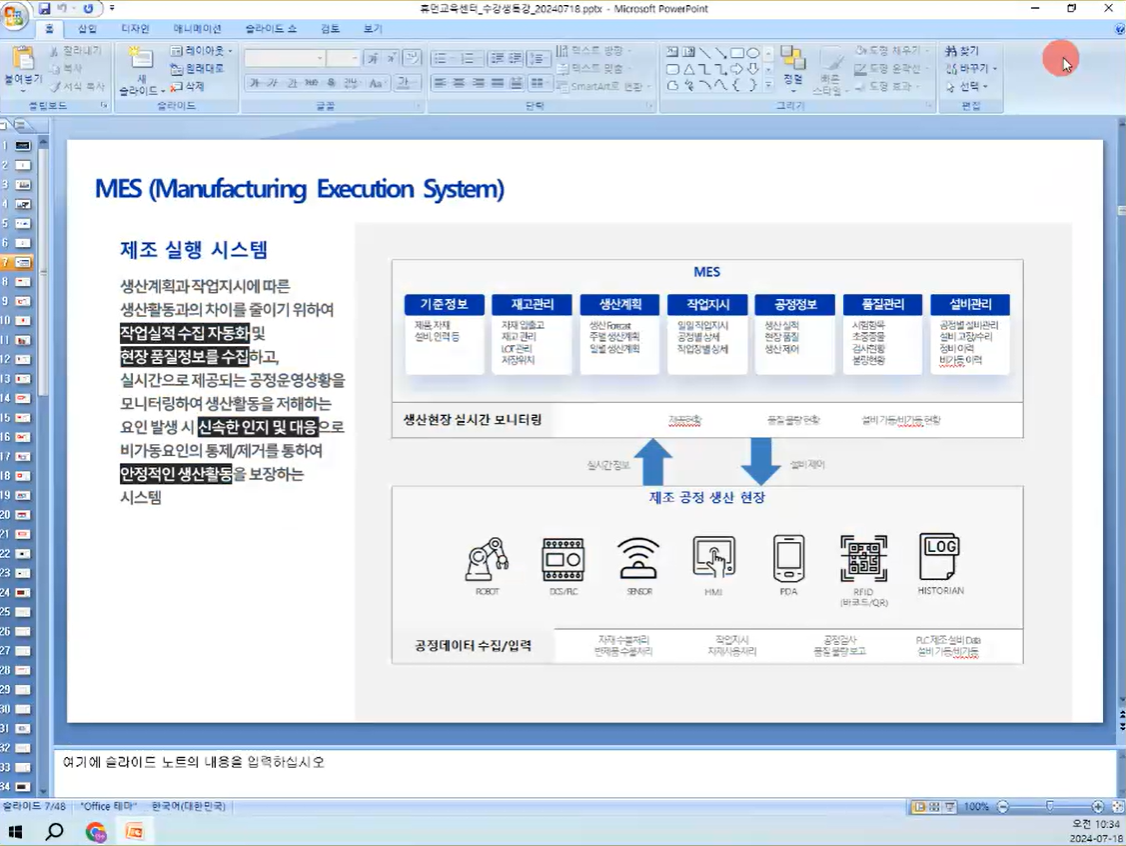 휴먼교육센터_수강생특강_20240718.pptx - Microsoft PowerPoint
홈 삽입 디자인 애니메이션 슬라이드 쇼 검토 보기
잘라내기
복사
서식 복사
붙여넣기
클립보드
새
슬라이드
레이아웃
원래대로
삭제
슬라이드
글꼴
텍스트 방향
텍스트 맞춤
SmartArt로 변환
단락
정렬
빠른
스타일
도형 채우기
도형 윤곽선
도형 효과
그리기
찾기
바꾸기
선택
편집
MES (Manufacturing Execution System)
제조 실행 시스템
생산계획과 작업지시에 따른
생산활동과의 차이를 줄이기 위하여
작업실적 수집 자동화 및
현장 품질정보를 수집하고,
실시간으로 제공되는 공정운영상황을
모니터링하여 생산활동을 저해하는
요인 발생 시 신속한 인지 및 대응으로
비가동요인의 통제/제거를 통하여
안정적인 생산활동을 보장하는
시스템
MES
기준정보 재고관리 생산계획 작업지시 공정정보 품질관리 설비관리
제품, 자재
설비, 인력 등
자재 입출고
재고 관리
LOT 관리
저장위치
생산 Forecast
주별 생산계획
일별 생산계획
일일 작업지시
공정별 상세
작업장별 상세
생산 실적
현장 품질
생산 제어
시험항목
초중종물
검사현황
불량현황
공정별 설비관리
설비 고장/수리
정비 이력
비가동 이력
생산현장 실시간 모니터링 제품현황 품질 불량 현황 설비 가동/비가동 현황
실시간 정보 설비 제어
제조 공정 생산 현장
LOG
ROBOT DCS/PLC SENSOR HMI PDA RFID HISTORIAN
(바코드/QR)
공정데이터 수집/입력
자재 수불처리
반제품 수불처리
작업지시
자재사용처리
공정검사
품질 불량 보고
PLC 제조 설비 Data
설비 가동/비가동
여기에 슬라이드 노트의 내용을 입력하십시오
슬라이드 7/48 "Office 테마" 한국어(대한민국) 100%
오전 10:34
2024-07-18